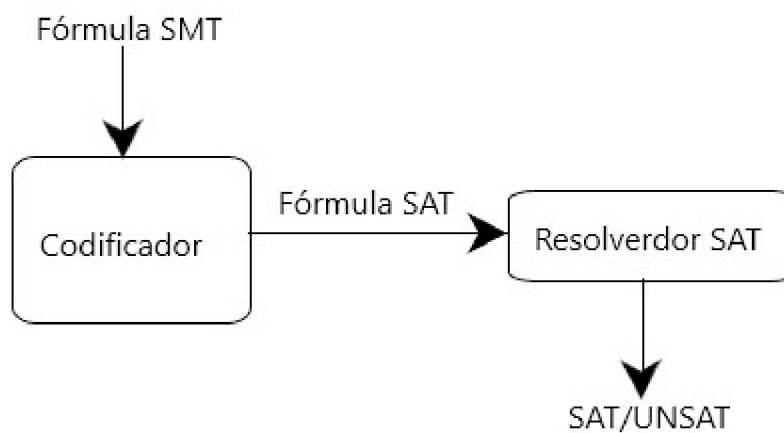 Fórmula SMT
Codificador
Fórmula SAT
Resolverdor SAT
SAT/UNSAT